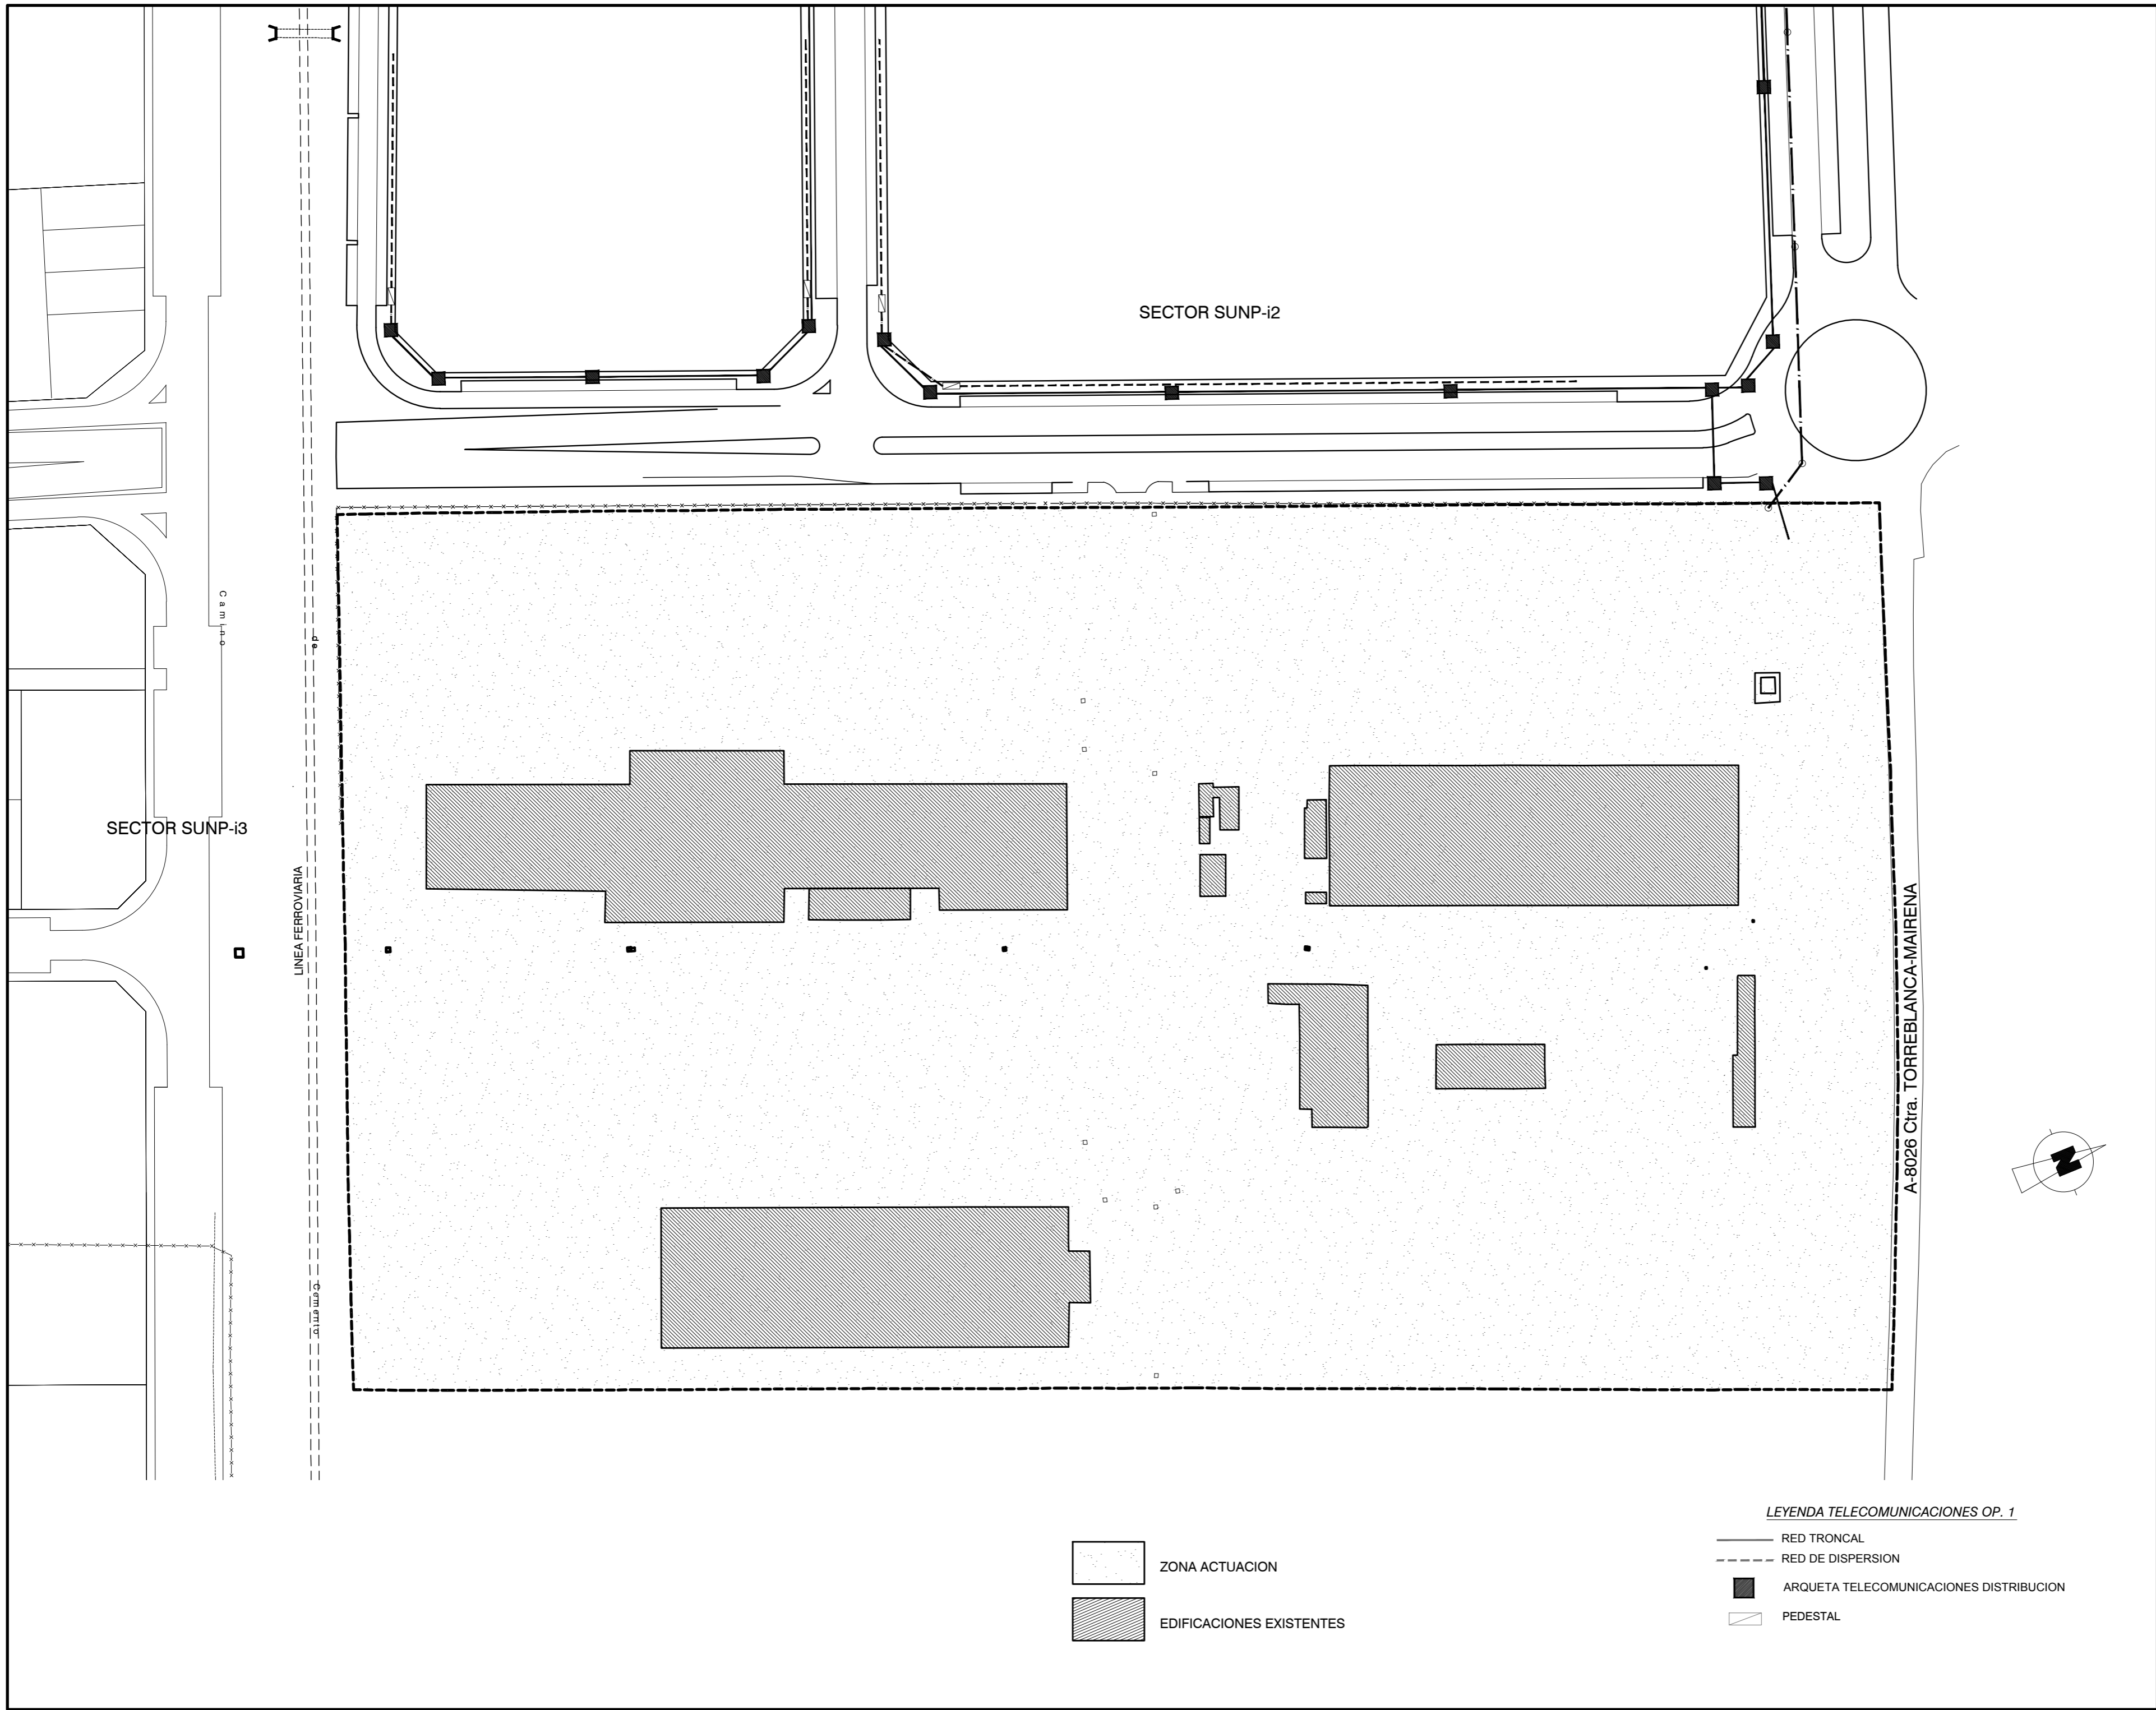 SECTOR SUNP-i2
Camino
de
SECTOR SUNP-i3
LINEA FERROVIARIA
A-8026 Ctra. TORREBLANCA-MAIRENA
N
LEYENDA TELECOMUNICACIONES OP. 1
RED TRONCAL
RED DE DISPERSION
ARQUETA TELECOMUNICACIONES DISTRIBUCION
PEDESTAL
ZONA ACTUACION
EDIFICACIONES EXISTENTES